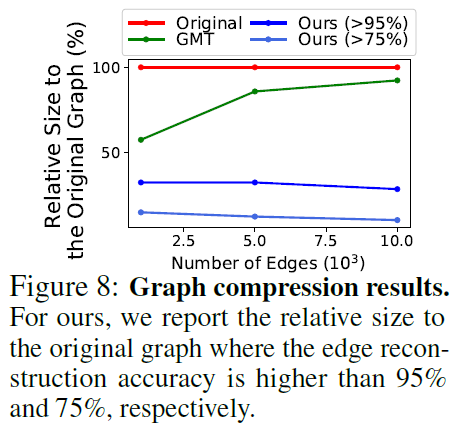 Original
GMT
Ours (>95%)
Ours (>75%)
Relative Size to
the Original Graph (%)
100
50
2.5
5.0
7.5
10.0
Number of Edges (10³)
Figure 8: Graph compression results.
For ours, we report the relative size to
the original graph where the edge recon-
struction accuracy is higher than 95%
and 75%, respectively.